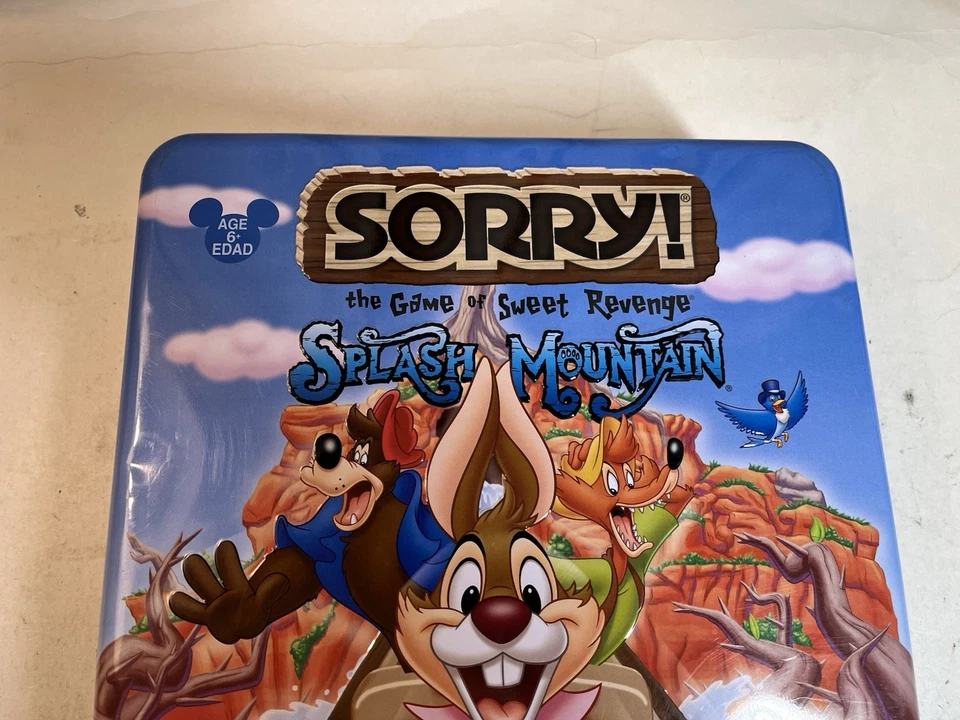 SORRY!®
AGE
6+
EDAD
the Game of Sweet Revenge®
SPLASH MOUNTAIN®